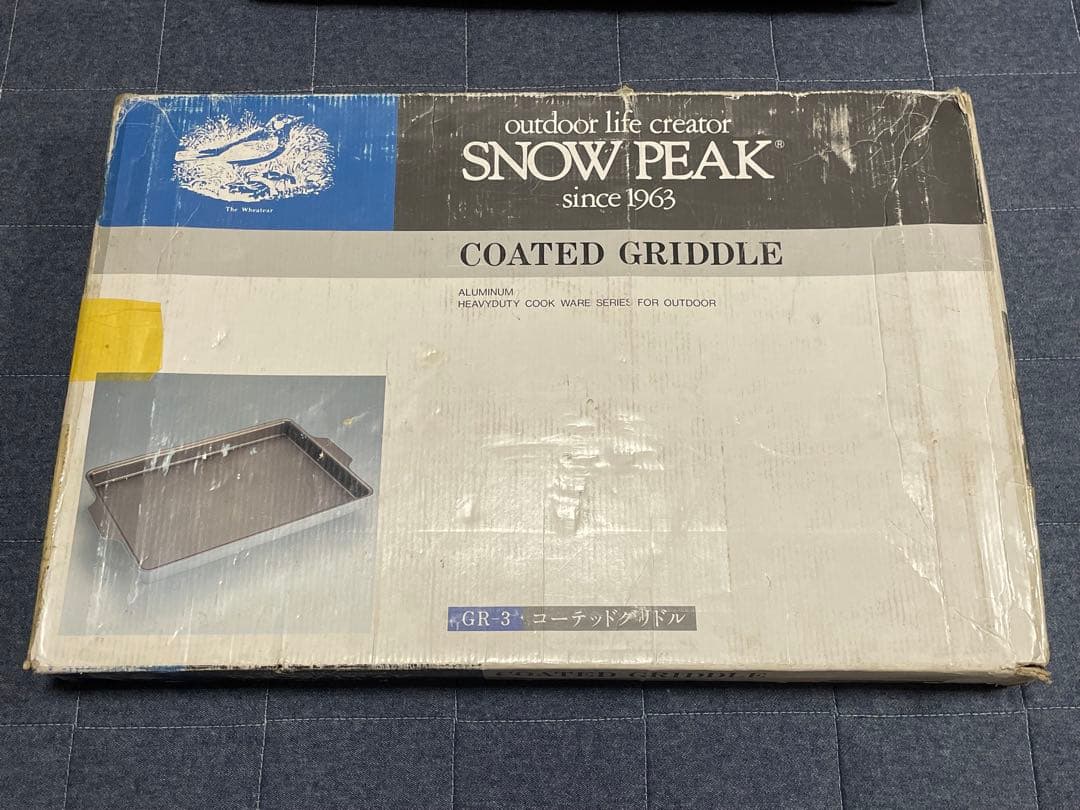 The Wheatear
outdoor life creator
SNOW PEAK®
since 1963
COATED GRIDDLE
ALUMINUM
HEAVYDUTY COOK WARE SERIES FOR OUTDOOR
GR-3 コーテッドグリドル
COATED GRIDDLE